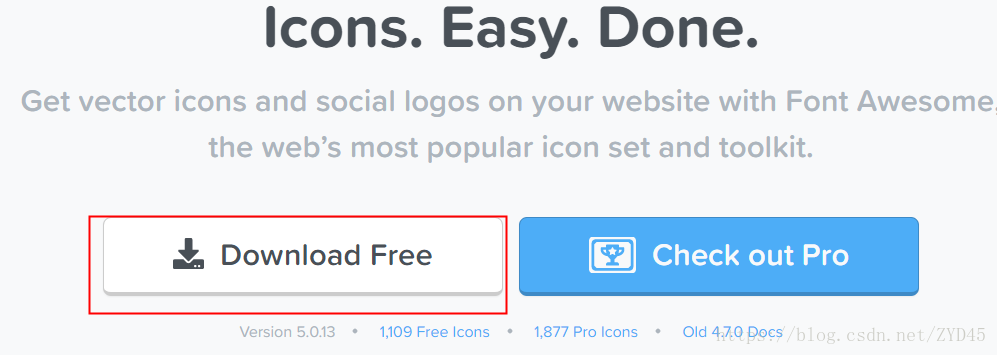 Icons. Easy. Done.
Get vector icons and social logos on your website with Font Awesome,
the web's most popular icon set and toolkit.
Download Free
Check out Pro
Version 5.0.13 • 1,109 Free Icons • 1,877 Pro Icons • Old 4.7.0 Docs
https://blog.csdn.net/ZYD45